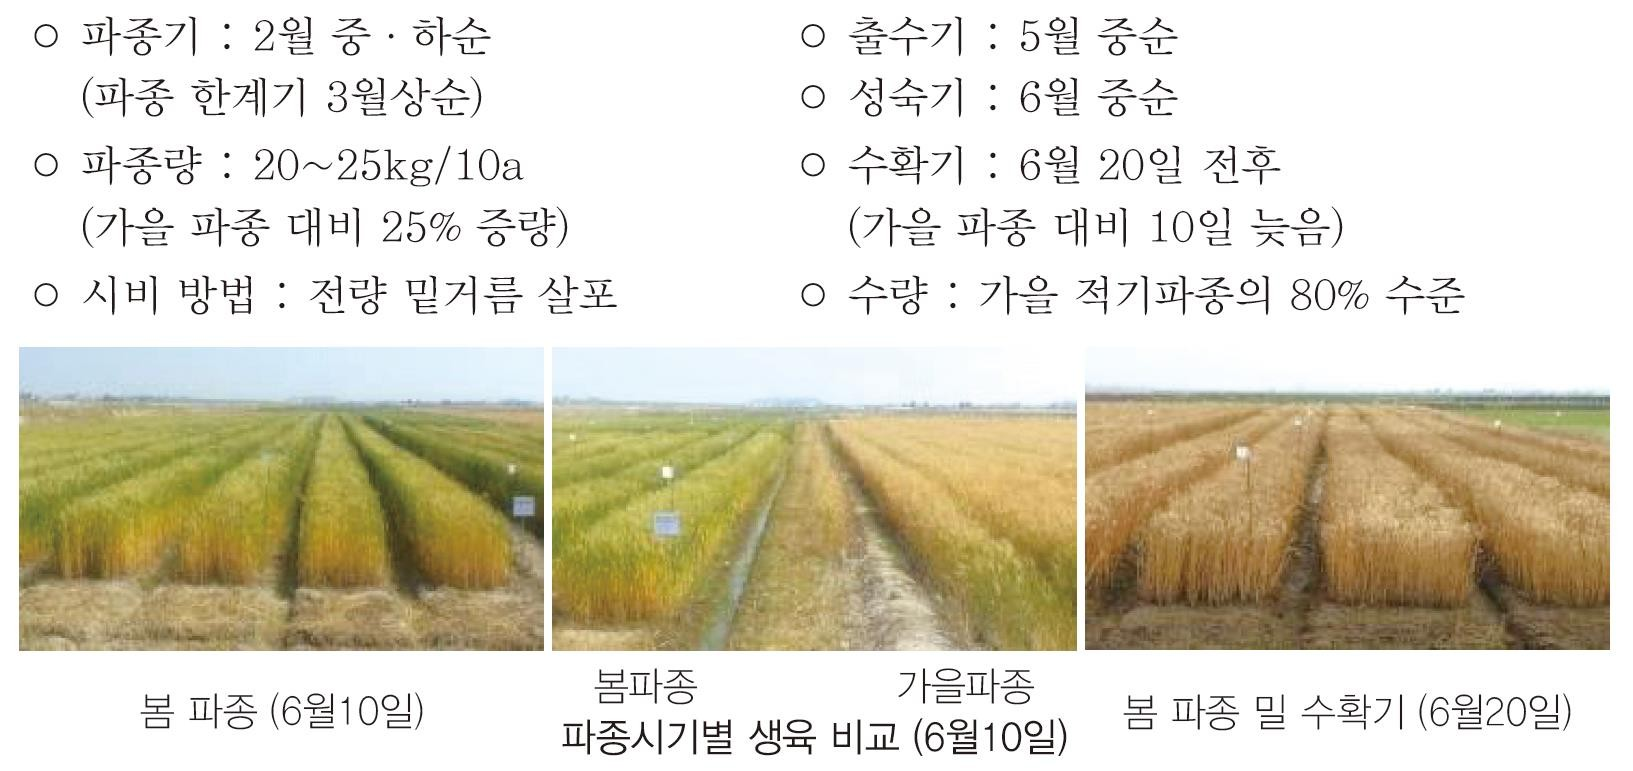 ○ 파종기 : 2월 중 · 하순
(파종 한계기 3월상순)
○ 파종량 : 20~25kg/10a
(가을 파종 대비 25% 증량)
○ 시비 방법 : 전량 밑거름 살포
○ 출수기 : 5월 중순
○ 성숙기 : 6월 중순
○ 수확기 : 6월 20일 전후
(가을 파종 대비 10일 늦음)
○ 수량 : 가을 적기파종의 80% 수준
봄 파종 (6월10일)
봄파종 가을파종
파종시기별 생육 비교 (6월10일)
봄 파종 밀 수확기 (6월20일)